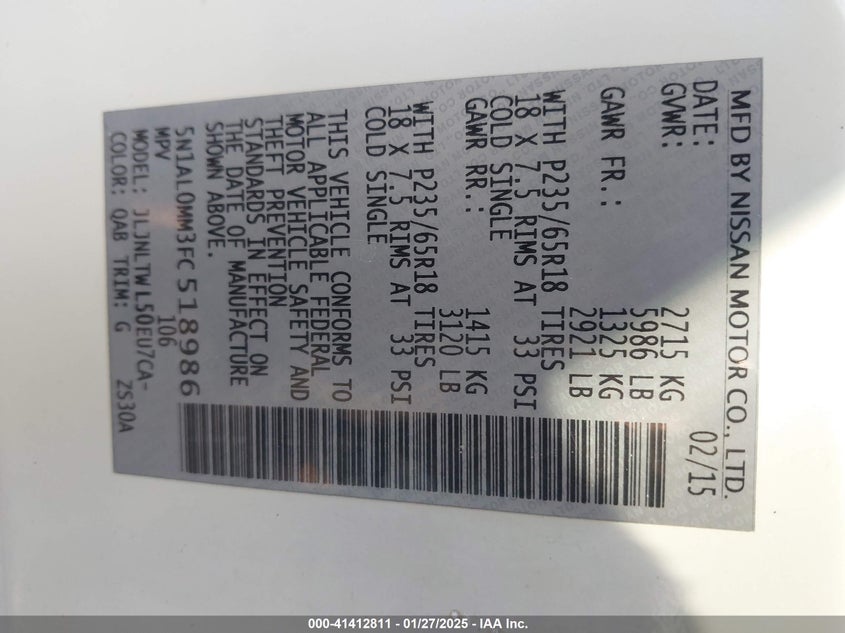 MFD BY NISSAN MOTOR CO., LTD.
DATE: 02/15
GVWR: 2715 KG
5986 LB
GAWR FR.: 1325 KG
2921 LB
WITH P235/65R18 TIRES
18 X 7.5 RIMS AT 33 PSI
COLD SINGLE
GAWR RR.: 1415 KG
3120 LB
WITH P235/65R18 TIRES
18 X 7.5 RIMS AT 33 PSI
COLD SINGLE
THIS VEHICLE CONFORMS TO
ALL APPLICABLE FEDERAL
MOTOR VEHICLE SAFETY AND
THEFT PREVENTION
STANDARDS IN EFFECT ON
THE DATE OF MANUFACTURE
SHOWN ABOVE.
5N1AL0MM3FC518986
MPV 106
MODEL: JLJNLTWL50EU7CA-
COLOR: QAB TRIM: G 2S30A
000-41412811 - 01/27/2025 - IAA Inc.